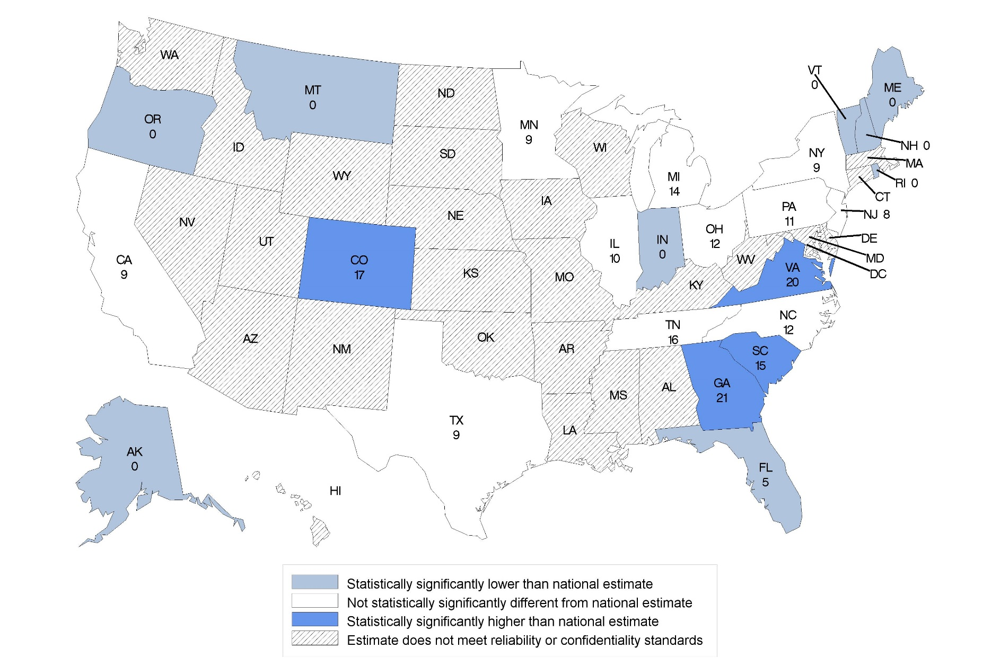 WA
MT
0
ND
OR
0
ID
MN
9
WI
SD
WY
VT
0
ME
0
NH 0
NY
9
MA
RI 0
CT
MI
14
IA
NE
NV
UT
PA
11
NJ 8
OH
12
DE
IN
0
IL
10
CA
9
CO
17
KS
MO
WV
MD
DC
VA
20
KY
NC
12
TN
16
AZ
NM
OK
AR
SC
15
GA
21
MS
AL
TX
9
LA
AK
0
HI
FL
5
Statistically significantly lower than national estimate
Not statistically significantly different from national estimate
Statistically significantly higher than national estimate
Estimate does not meet reliability or confidentiality standards